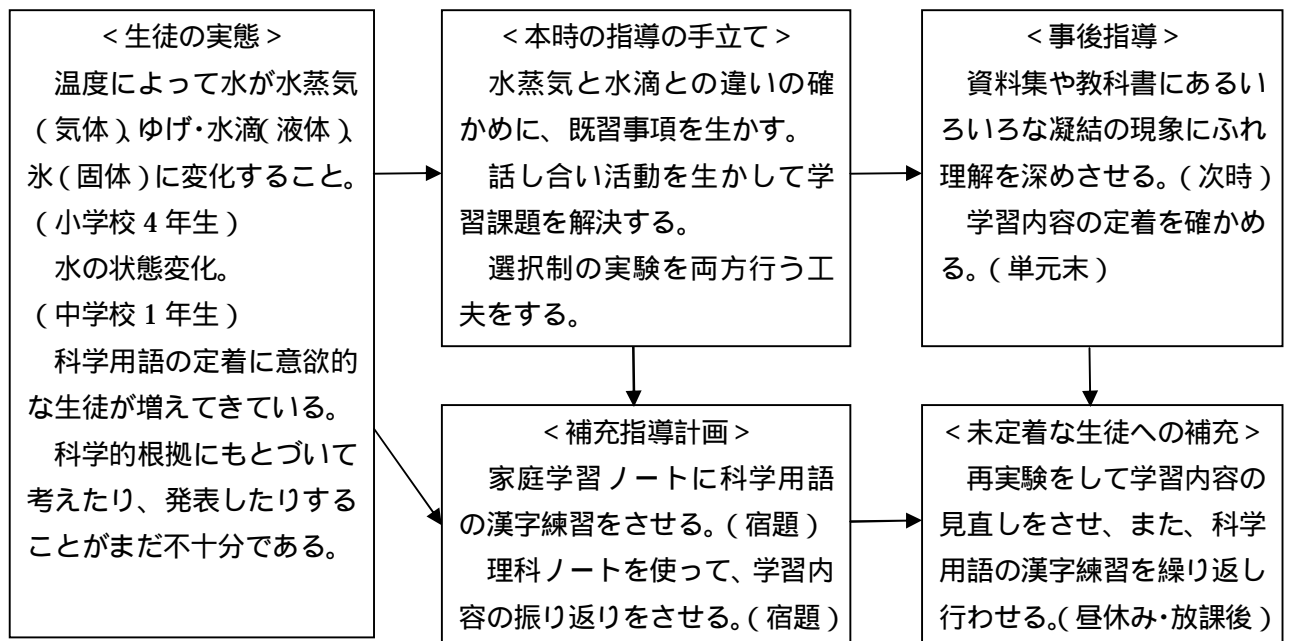 <生徒の実態>
温度によって水が水蒸気
(気体)、ゆげ・水滴(液体)、
氷(固体)に変化すること。
(小学校4年生)
水の状態変化。
(中学校1年生)
科学用語の定着に意欲的
な生徒が増えてきている。
科学的根拠にもとづいて
考えたり、発表したりする
ことがまだ不十分である。
<本時の指導の手立て>
水蒸気と水滴との違いの確
かめに、既習事項を生かす。
話し合い活動を生かして学
習課題を解決する。
選択制の実験を両方行う工
夫をする。
<事後指導>
資料集や教科書にあるい
ろいろな凝結の現象にふれ
理解を深めさせる。(次時)
学習内容の定着を確かめ
る。(単元末)
<補充指導計画>
家庭学習ノートに科学用語
の漢字練習をさせる。(宿題)
理科ノートを使って、学習内
容の振り返りをさせる。(宿題)
<未定着な生徒への補充>
再実験をして学習内容の
見直しをさせ、また、科学
用語の漢字練習を繰り返し
行わせる。(昼休み・放課後)